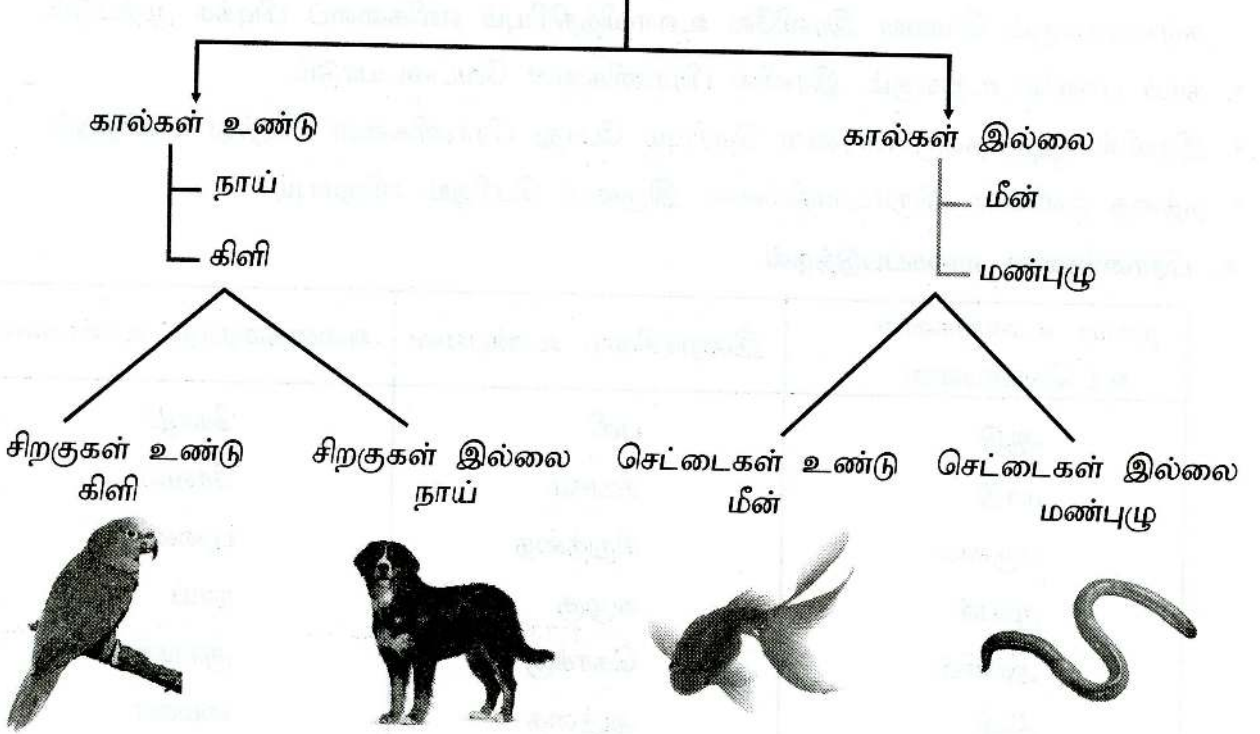 கால்கள் உண்டு
நாய்
கிளி
கால்கள் இல்லை
மீன்
மண்புழு
சிறகுகள் உண்டு
கிளி
சிறகுகள் இல்லை
நாய்
செட்டைகள் உண்டு
மீன்
செட்டைகள் இல்லை
மண்புழு